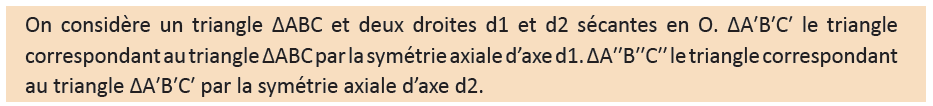 On considère un triangle ΔABC et deux droites d1 et d2 sécantes en O. ΔA’B’C’ le triangle
correspondant au triangle ΔABC par la symétrie axiale d’axe d1. ΔA’’B’’C’’ le triangle correspondant
au triangle ΔA’B’C’ par la symétrie axiale d’axe d2.